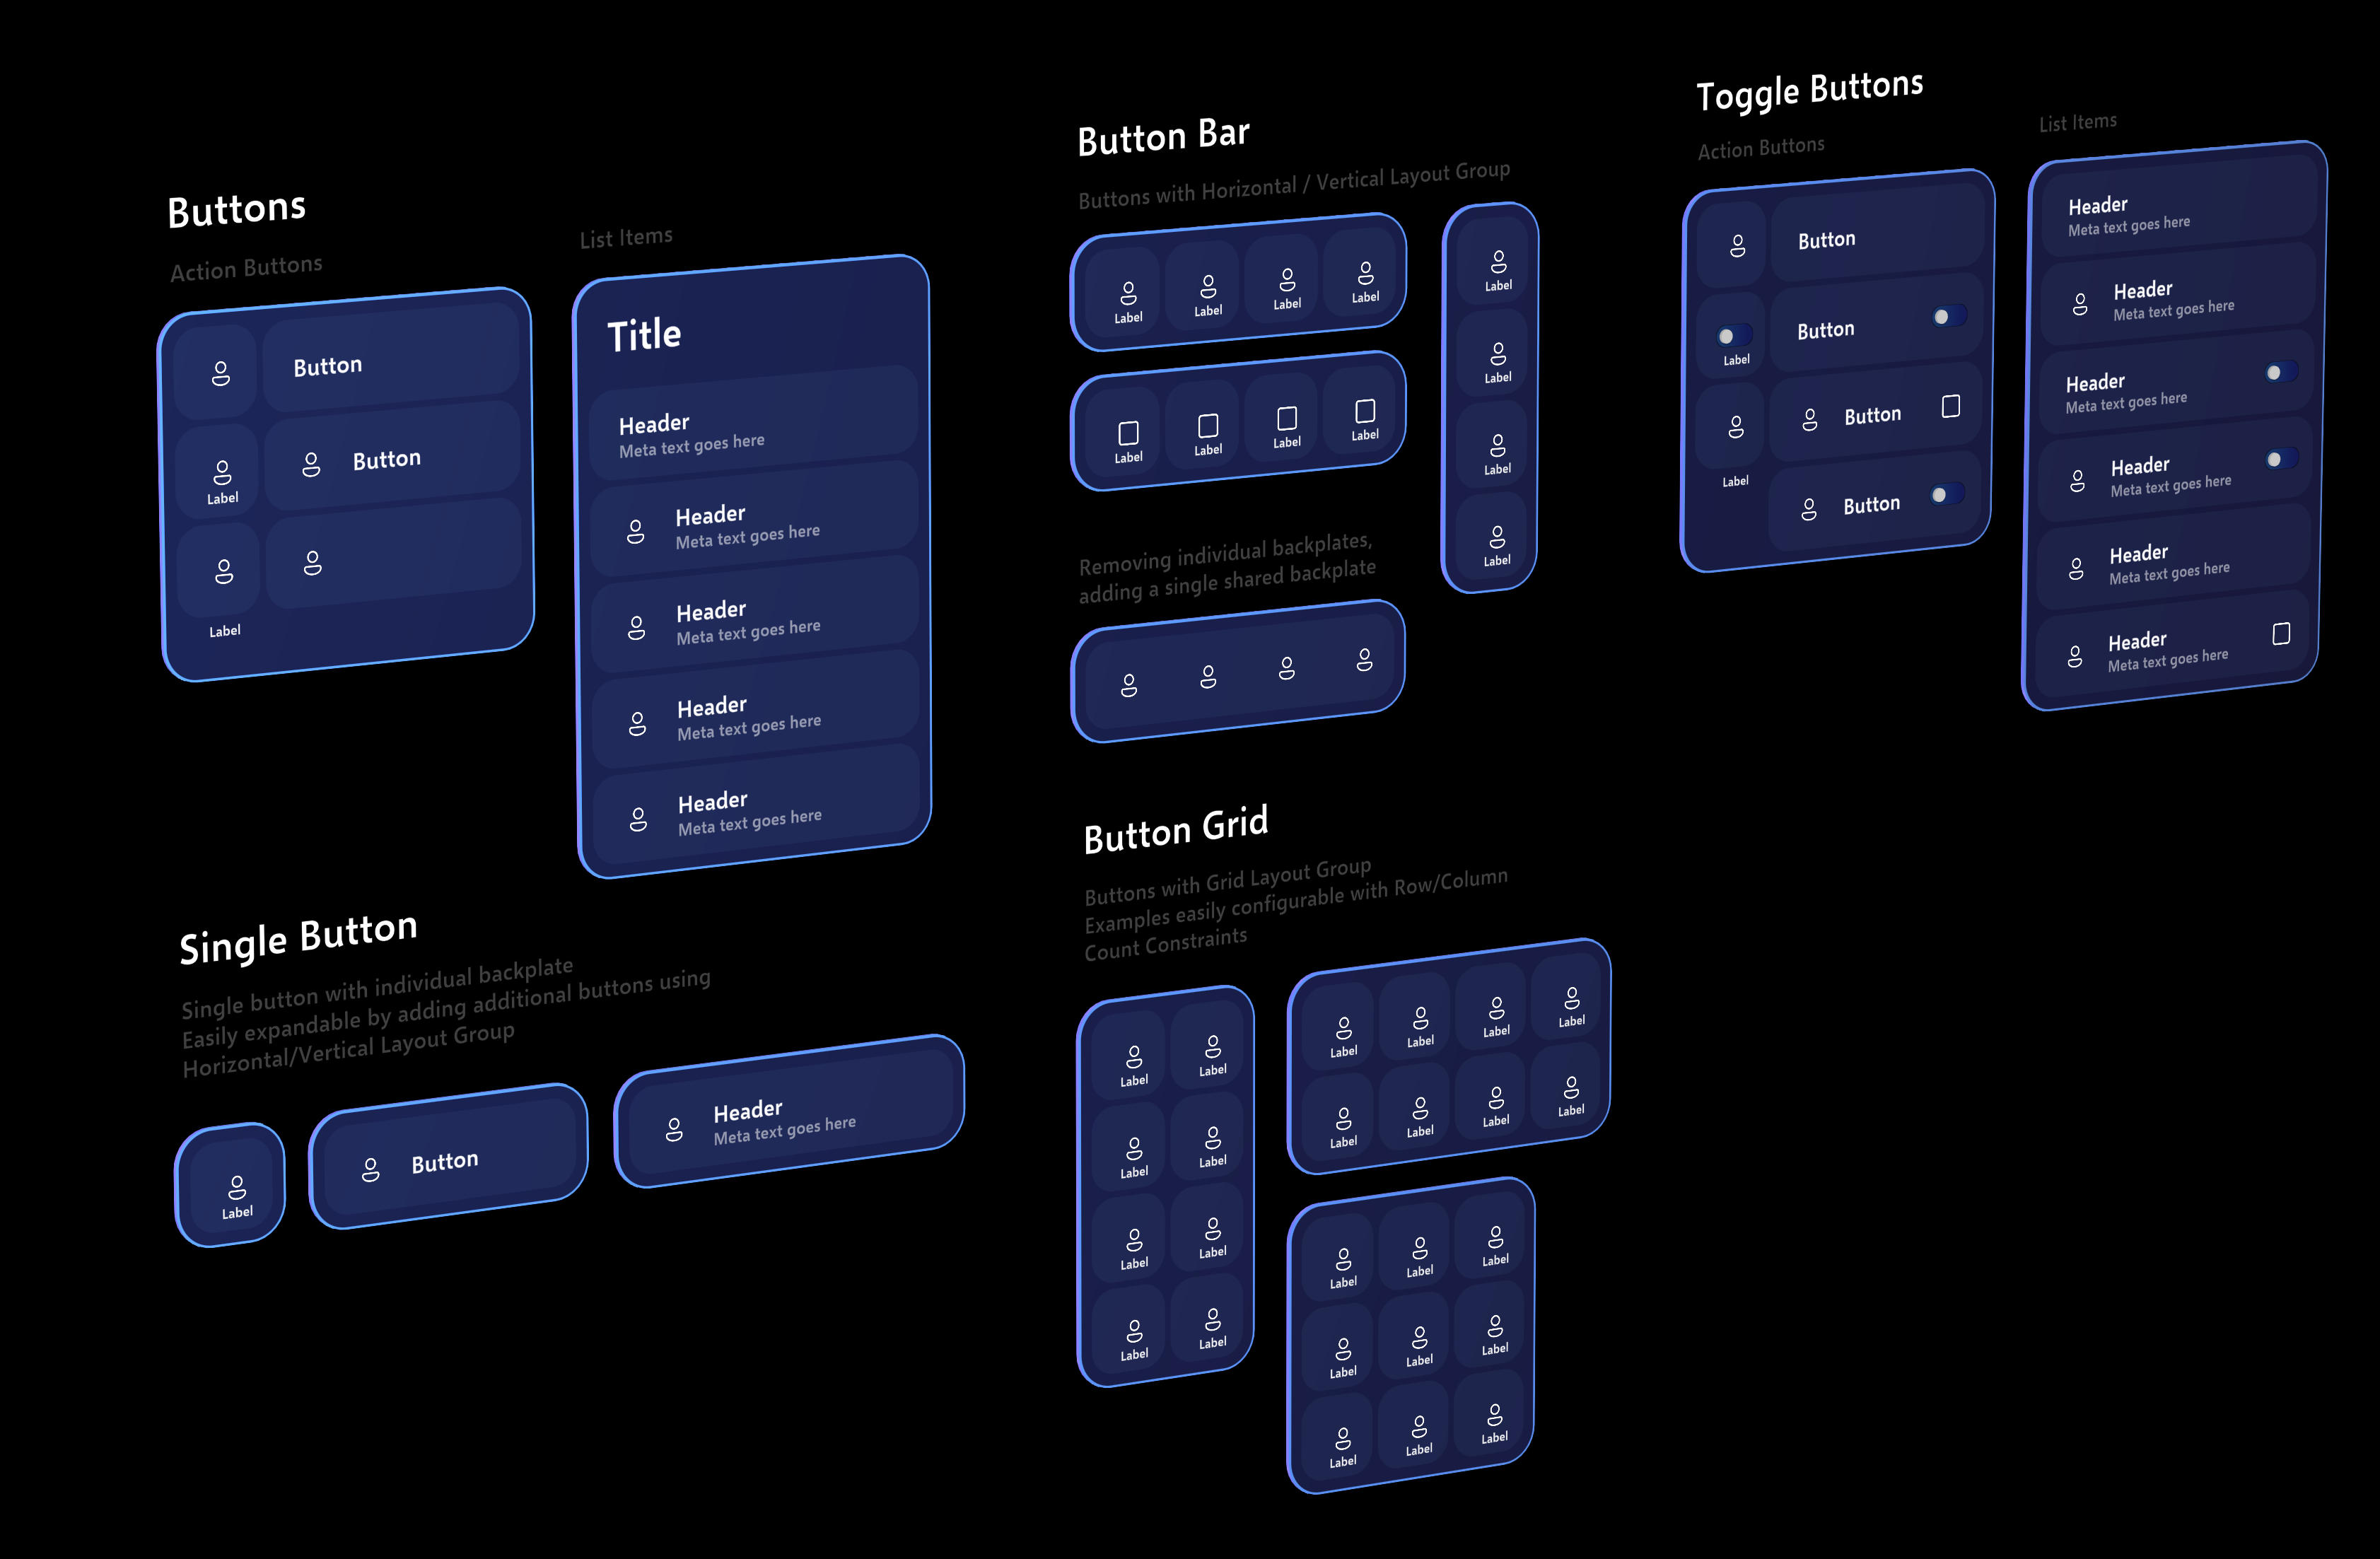 Buttons
Action Buttons
Button
Label
Button
Label
List Items
Title
Header
Meta text goes here
Header
Meta text goes here
Header
Meta text goes here
Header
Meta text goes here
Header
Meta text goes here
Single Button
Single button with individual backplate
Easily expandable by adding additional buttons using
Horizontal/Vertical Layout Group
Label
Button
Header
Meta text goes here
Button Bar
Buttons with Horizontal / Vertical Layout Group
Label Label Label Label
Label Label Label Label
Label
Label
Label
Label
Removing individual backplates,
adding a single shared backplate
Button Grid
Buttons with Grid Layout Group
Examples easily configurable with Row/Column
Count Constraints
Label Label
Label Label
Label Label
Label Label
Label Label Label Label
Label Label Label Label
Label Label Label
Label Label Label
Label Label Label
Toggle Buttons
Action Buttons
Button
Label
Button
Button
Label
Button
List Items
Header
Meta text goes here
Header
Meta text goes here
Header
Meta text goes here
Header
Meta text goes here
Header
Meta text goes here
Header
Meta text goes here